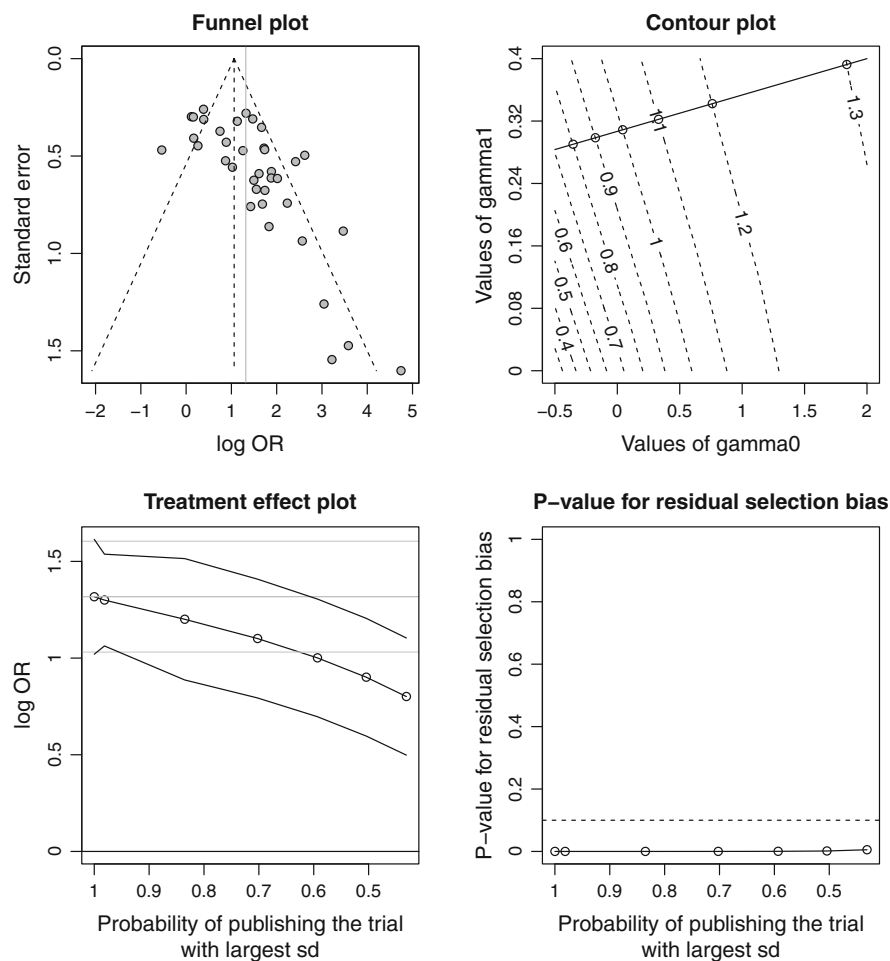 Funnel plot
Standard error
0.0
0.5
1.0
1.5
−2 −1 0 1 2 3 4 5
log OR
Contour plot
Values of gamma1
0.4
0.32
0.24
0.16
0.08
0
1.3
1.1
1.2
0.9
1
0.6
0.8
0.5
0.7
0.4
−0.5 0 0.5 1 1.5 2
Values of gamma0
Treatment effect plot
log OR
1.5
1
0.5
0
1 0.9 0.8 0.7 0.6 0.5
Probability of publishing the trial
with largest sd
P−value for residual selection bias
P−value for residual selection bias
1
0.8
0.6
0.4
0.2
0
1 0.9 0.8 0.7 0.6 0.5
Probability of publishing the trial
with largest sd